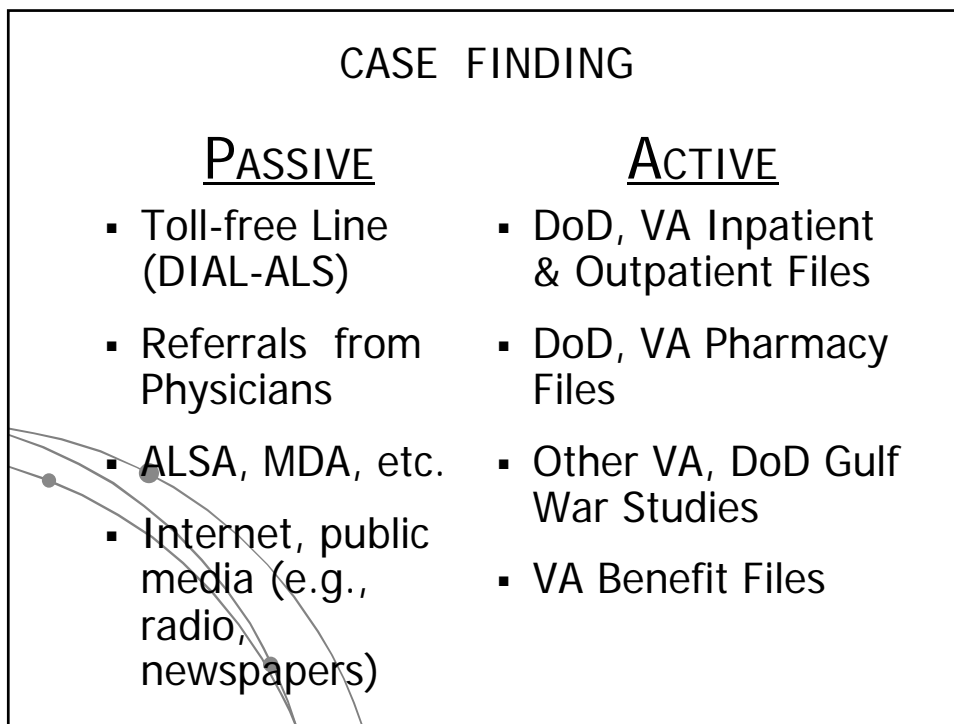 CASE FINDING
PASSIVE
▪ Toll-free Line
(DIAL-ALS)
▪ Referrals from
Physicians
▪ ALSA, MDA, etc.
▪ Internet, public
media (e.g.,
radio,
newspapers)
ACTIVE
▪ DoD, VA Inpatient
& Outpatient Files
▪ DoD, VA Pharmacy
Files
▪ Other VA, DoD Gulf
War Studies
▪ VA Benefit Files